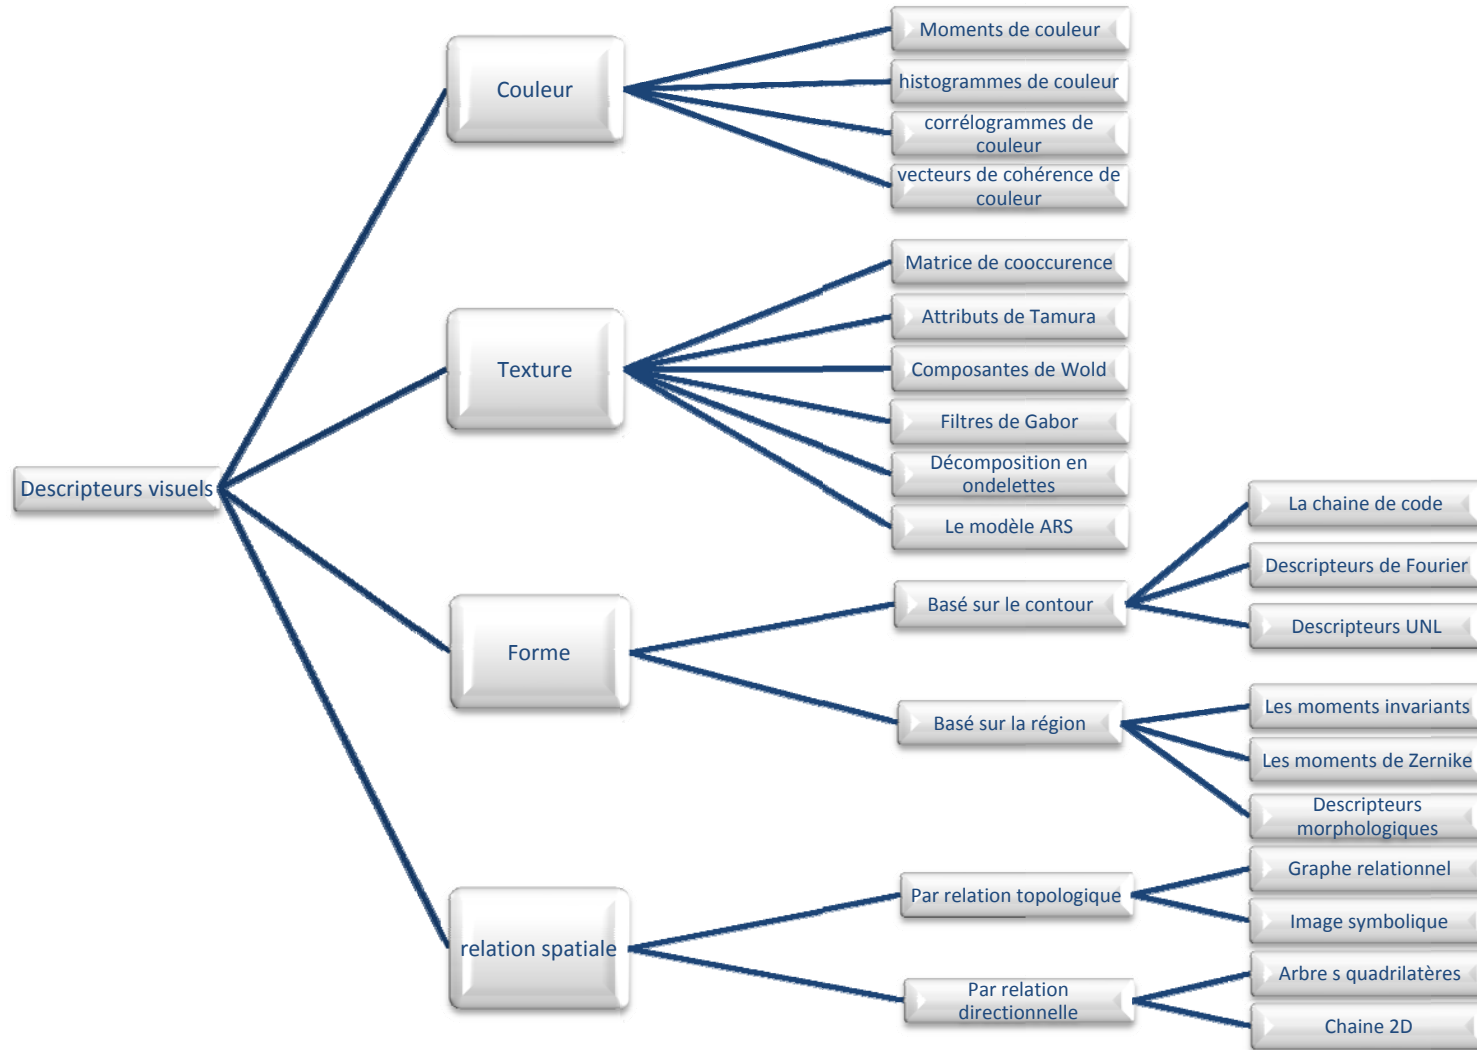 Descripteurs visuels
Couleur
Moments de couleur
histogrammes de couleur
corrélogrammes de
couleur
vecteurs de cohérence de
couleur
Texture
Matrice de cooccurence
Attributs de Tamura
Composantes de Wold
Filtres de Gabor
Décomposition en
ondelettes
Le modèle ARS
Forme
Basé sur le contour
La chaine de code
Descripteurs de Fourier
Descripteurs UNL
Basé sur la région
Les moments invariants
Les moments de Zernike
Descripteurs
morphologiques
relation spatiale
Par relation topologique
Graphe relationnel
Image symbolique
Par relation
directionnelle
Arbre s quadrilatères
Chaine 2D